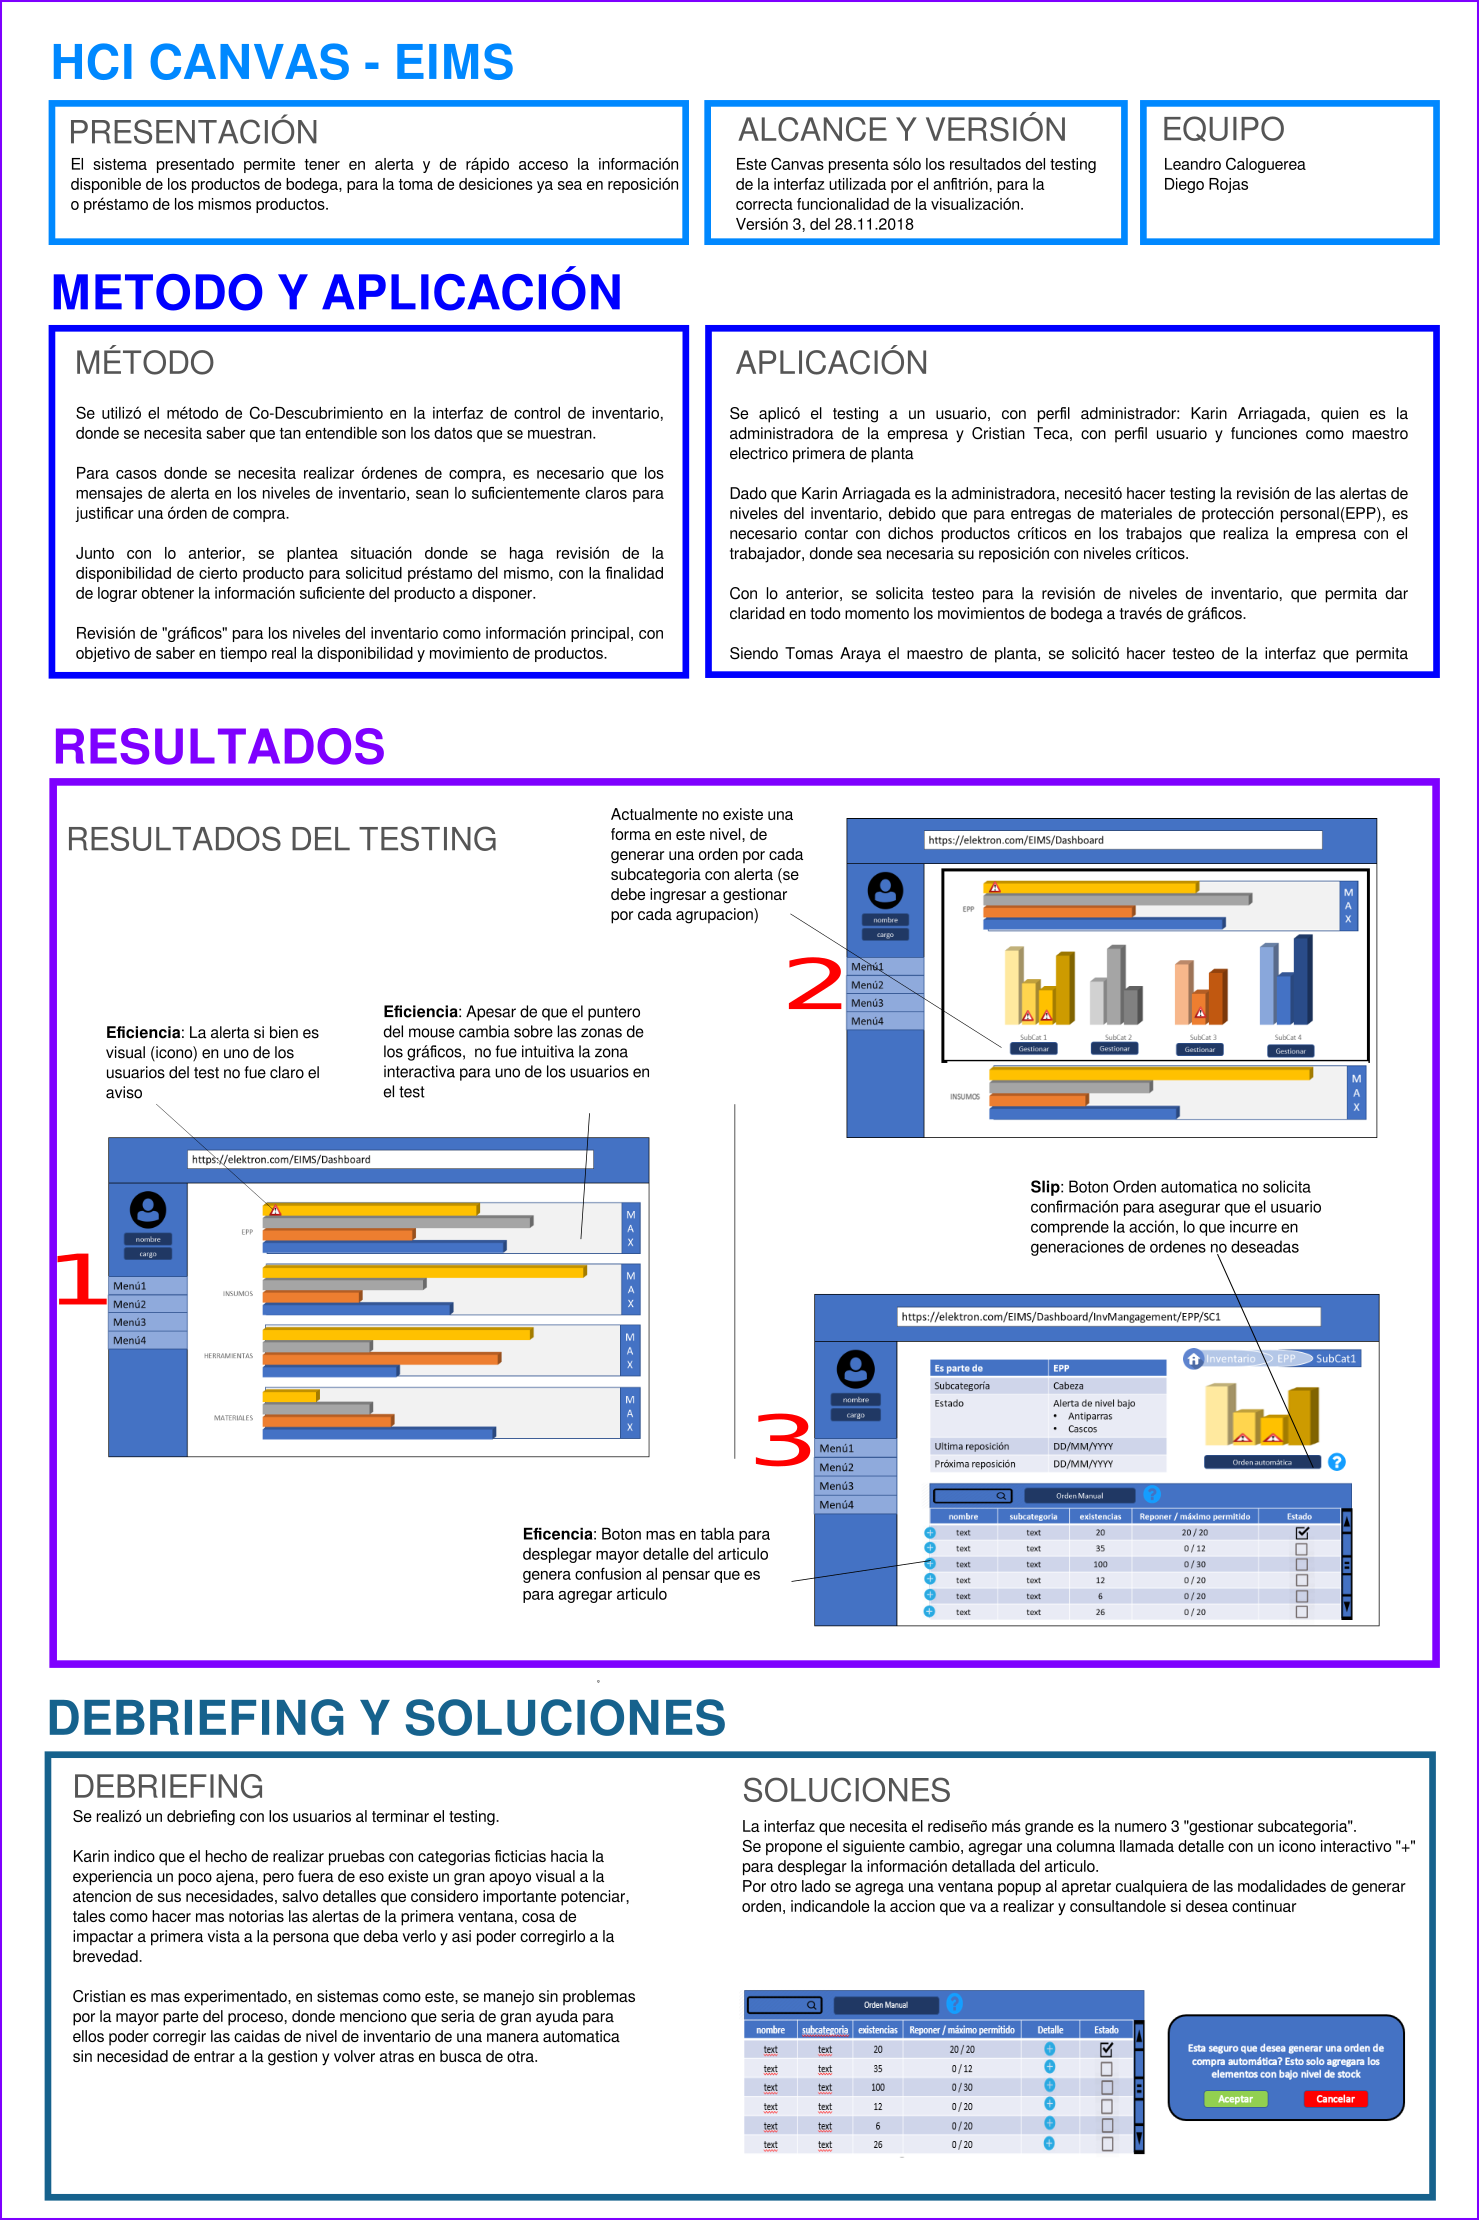 HCI CANVAS - EIMS
PRESENTACIÓN
El sistema presentado permite tener en alerta y de rápido acceso la información
disponible de los productos de bodega, para la toma de desiciones ya sea en reposición
o préstamo de los mismos productos.
ALCANCE Y VERSIÓN
Este Canvas presenta sólo los resultados del testing
de la interfaz utilizada por el anfitrión, para la
correcta funcionalidad de la visualización.
Versión 3, del 28.11.2018
EQUIPO
Leandro Caloguerea
Diego Rojas
METODO Y APLICACIÓN
MÉTODO
Se utilizó el método de Co-Descubrimiento en la interfaz de control de inventario,
donde se necesita saber que tan entendible son los datos que se muestran.
Para casos donde se necesita realizar órdenes de compra, es necesario que los
mensajes de alerta en los niveles de inventario, sean lo suficientemente claros para
justificar una órden de compra.
Junto con lo anterior, se plantea situación donde se haga revisión de la
disponibilidad de cierto producto para solicitud préstamo del mismo, con la finalidad
de lograr obtener la información suficiente del producto a disponer.
Revisión de "gráficos" para los niveles del inventario como información principal, con
objetivo de saber en tiempo real la disponibilidad y movimiento de productos.
APLICACIÓN
Se aplicó el testing a un usuario, con perfil administrador: Karin Arriagada, quien es la
administradora de la empresa y Cristian Teca, con perfil usuario y funciones como maestro
electrico primera de planta
Dado que Karin Arriagada es la administradora, necesitó hacer testing la revisión de las alertas de
niveles del inventario, debido que para entregas de materiales de protección personal(EPP), es
necesario contar con dichos productos críticos en los trabajos que realiza la empresa con el
trabajador, donde sea necesaria su reposición con niveles críticos.
Con lo anterior, se solicita testeo para la revisión de niveles de inventario, que permita dar
claridad en todo momento los movimientos de bodega a través de gráficos.
Siendo Tomas Araya el maestro de planta, se solicitó hacer testeo de la interfaz que permita
RESULTADOS
RESULTADOS DEL TESTING
Actualmente no existe una
forma en este nivel, de
generar una orden por cada
subcategoria con alerta (se
debe ingresar a gestionar
por cada agrupacion)
2
https://elektron.com/EIMS/Dashboard
nombre
cargo
Menú1
Menú2
Menú3
Menú4
EPP
M
A
X
SubCat 1
SubCat 2
SubCat 3
SubCat 4
Gestionar
Gestionar
Gestionar
Gestionar
INSUMOS
M
A
X
Eficiencia: La alerta si bien es
visual (icono) en uno de los
usuarios del test no fue claro el
aviso
Eficiencia: Apesar de que el puntero
del mouse cambia sobre las zonas de
los gráficos, no fue intuitiva la zona
interactiva para uno de los usuarios en
el test
1
https://elektron.com/EIMS/Dashboard
nombre
cargo
Menú1
Menú2
Menú3
Menú4
EPP
M
A
X
INSUMOS
M
A
X
HERRAMIENTAS
M
A
X
MATERIALES
M
A
X
Slip: Boton Orden automatica no solicita
confirmación para asegurar que el usuario
comprende la acción, lo que incurre en
generaciones de ordenes no deseadas
3
https://elektron.com/EIMS/Dashboard/InvMangagement/EPP/SC1
nombre
cargo
Menú1
Menú2
Menú3
Menú4
Es parte de EPP
Subcategoría Cabeza
Estado Alerta de nivel bajo
• Antiparras
• Cascos
Ultima reposición DD/MM/YYYY
Próxima reposición DD/MM/YYYY
Inventario EPP SubCat1
Orden automática ?
Orden Manual ?
nombre subcategoria existencias Reponer / máximo permitido Estado
+ text text 20 20 / 20
+ text text 35 0 / 12
+ text text 100 0 / 30
+ text text 12 0 / 20
+ text text 6 0 / 20
+ text text 26 0 / 20
Eficencia: Boton mas en tabla para
desplegar mayor detalle del articulo
genera confusion al pensar que es
para agregar articulo
DEBRIEFING Y SOLUCIONES
DEBRIEFING
Se realizó un debriefing con los usuarios al terminar el testing.
Karin indico que el hecho de realizar pruebas con categorias ficticias hacia la
experiencia un poco ajena, pero fuera de eso existe un gran apoyo visual a la
atencion de sus necesidades, salvo detalles que considero importante potenciar,
tales como hacer mas notorias las alertas de la primera ventana, cosa de
impactar a primera vista a la persona que deba verlo y asi poder corregirlo a la
brevedad.
Cristian es mas experimentado, en sistemas como este, se manejo sin problemas
por la mayor parte del proceso, donde menciono que seria de gran ayuda para
ellos poder corregir las caidas de nivel de inventario de una manera automatica
sin necesidad de entrar a la gestion y volver atras en busca de otra.
SOLUCIONES
La interfaz que necesita el rediseño más grande es la numero 3 "gestionar subcategoria".
Se propone el siguiente cambio, agregar una columna llamada detalle con un icono interactivo "+"
para desplegar la información detallada del articulo.
Por otro lado se agrega una ventana popup al apretar cualquiera de las modalidades de generar
orden, indicandole la accion que va a realizar y consultandole si desea continuar
Orden Manual ?
nombre subcategoria existencias Reponer / máximo permitido Detalle Estado
text text 20 20 / 20 +
text text 35 0 / 12 +
text text 100 0 / 30 +
text text 12 0 / 20 +
text text 6 0 / 20 +
text text 26 0 / 20 +
Esta seguro que desea generar una orden de
compra automática? Esto solo agregara los
elementos con bajo nivel de stock
Aceptar Cancelar